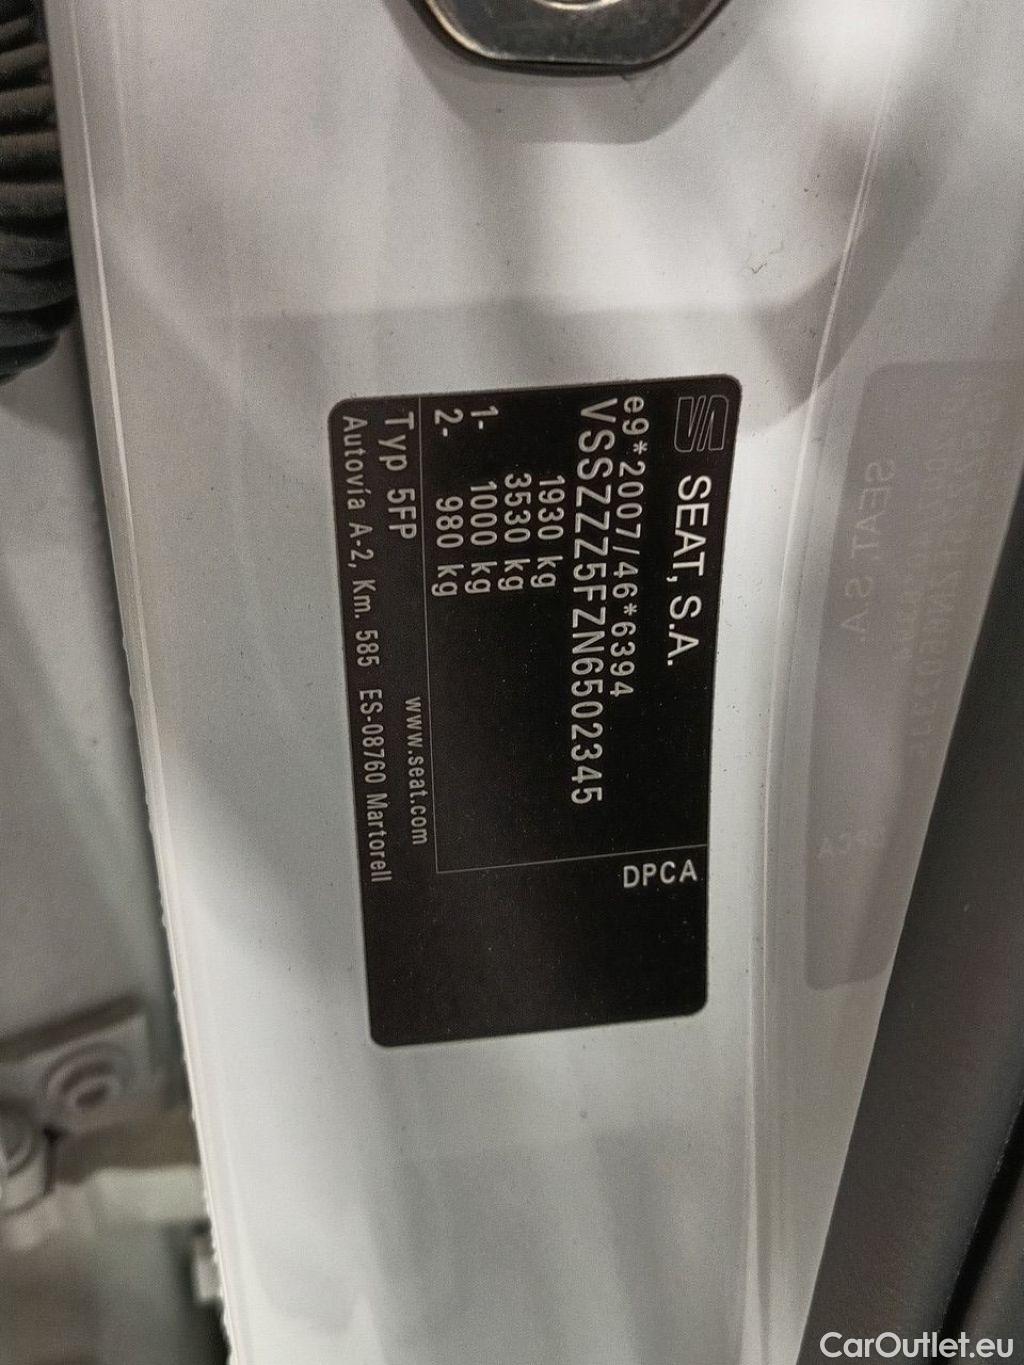 SEAT, S.A.
e9*2007/46*6394
VSSZZZ5FZN6502345
1930 kg
3530 kg
1- 1000 kg
2- 980 kg
DPCA
Typ 5FP www.seat.com
Autovía A-2, Km. 585 ES-08760 Martorell
SEAT, S.A.
CarOutlet.eu